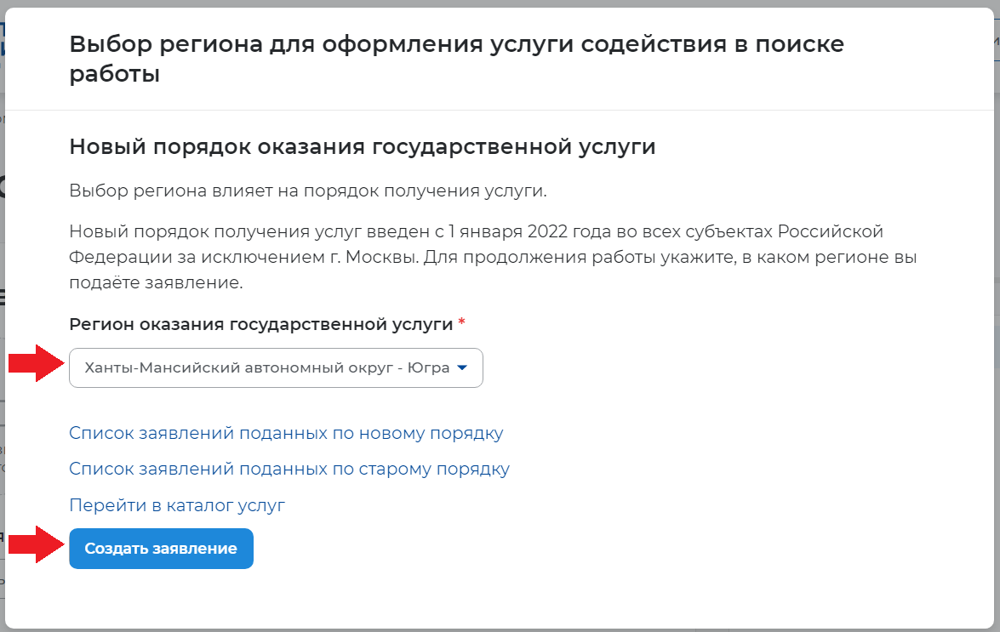 Выбор региона для оформления услуги содействия в поиске
работы
Новый порядок оказания государственной услуги
Выбор региона влияет на порядок получения услуги.
Новый порядок получения услуг введен с 1 января 2022 года во всех субъектах Российской
Федерации за исключением г. Москвы. Для продолжения работы укажите, в каком регионе вы
подаёте заявление.
Регион оказания государственной услуги *
Ханты-Мансийский автономный округ - Югра
Список заявлений поданных по новому порядку
Список заявлений поданных по старому порядку
Перейти в каталог услуг
Создать заявление